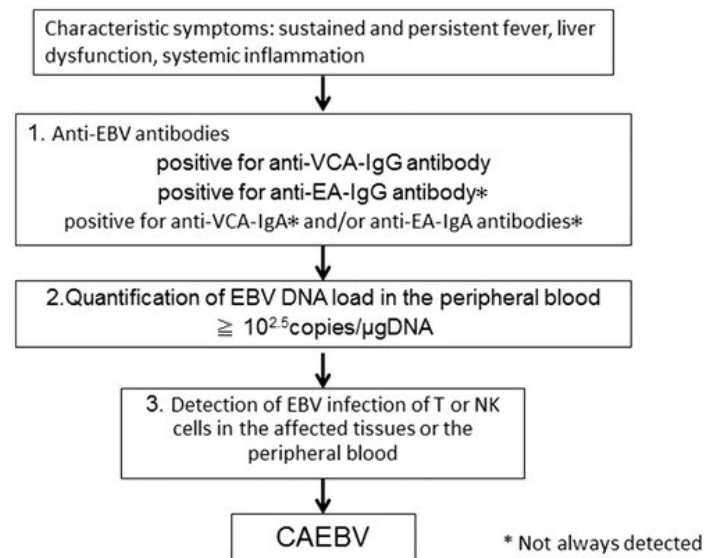 Characteristic symptoms: sustained and persistent fever, liver
dysfunction, systemic inflammation
1. Anti-EBV antibodies
positive for anti-VCA-IgG antibody
positive for anti-EA-IgG antibody*
positive for anti-VCA-IgA* and/or anti-EA-IgA antibodies*
2.Quantification of EBV DNA load in the peripheral blood
≧ 10^2.5copies/μgDNA
3. Detection of EBV infection of T or NK
cells in the affected tissues or the
peripheral blood
CAEBV
* Not always detected